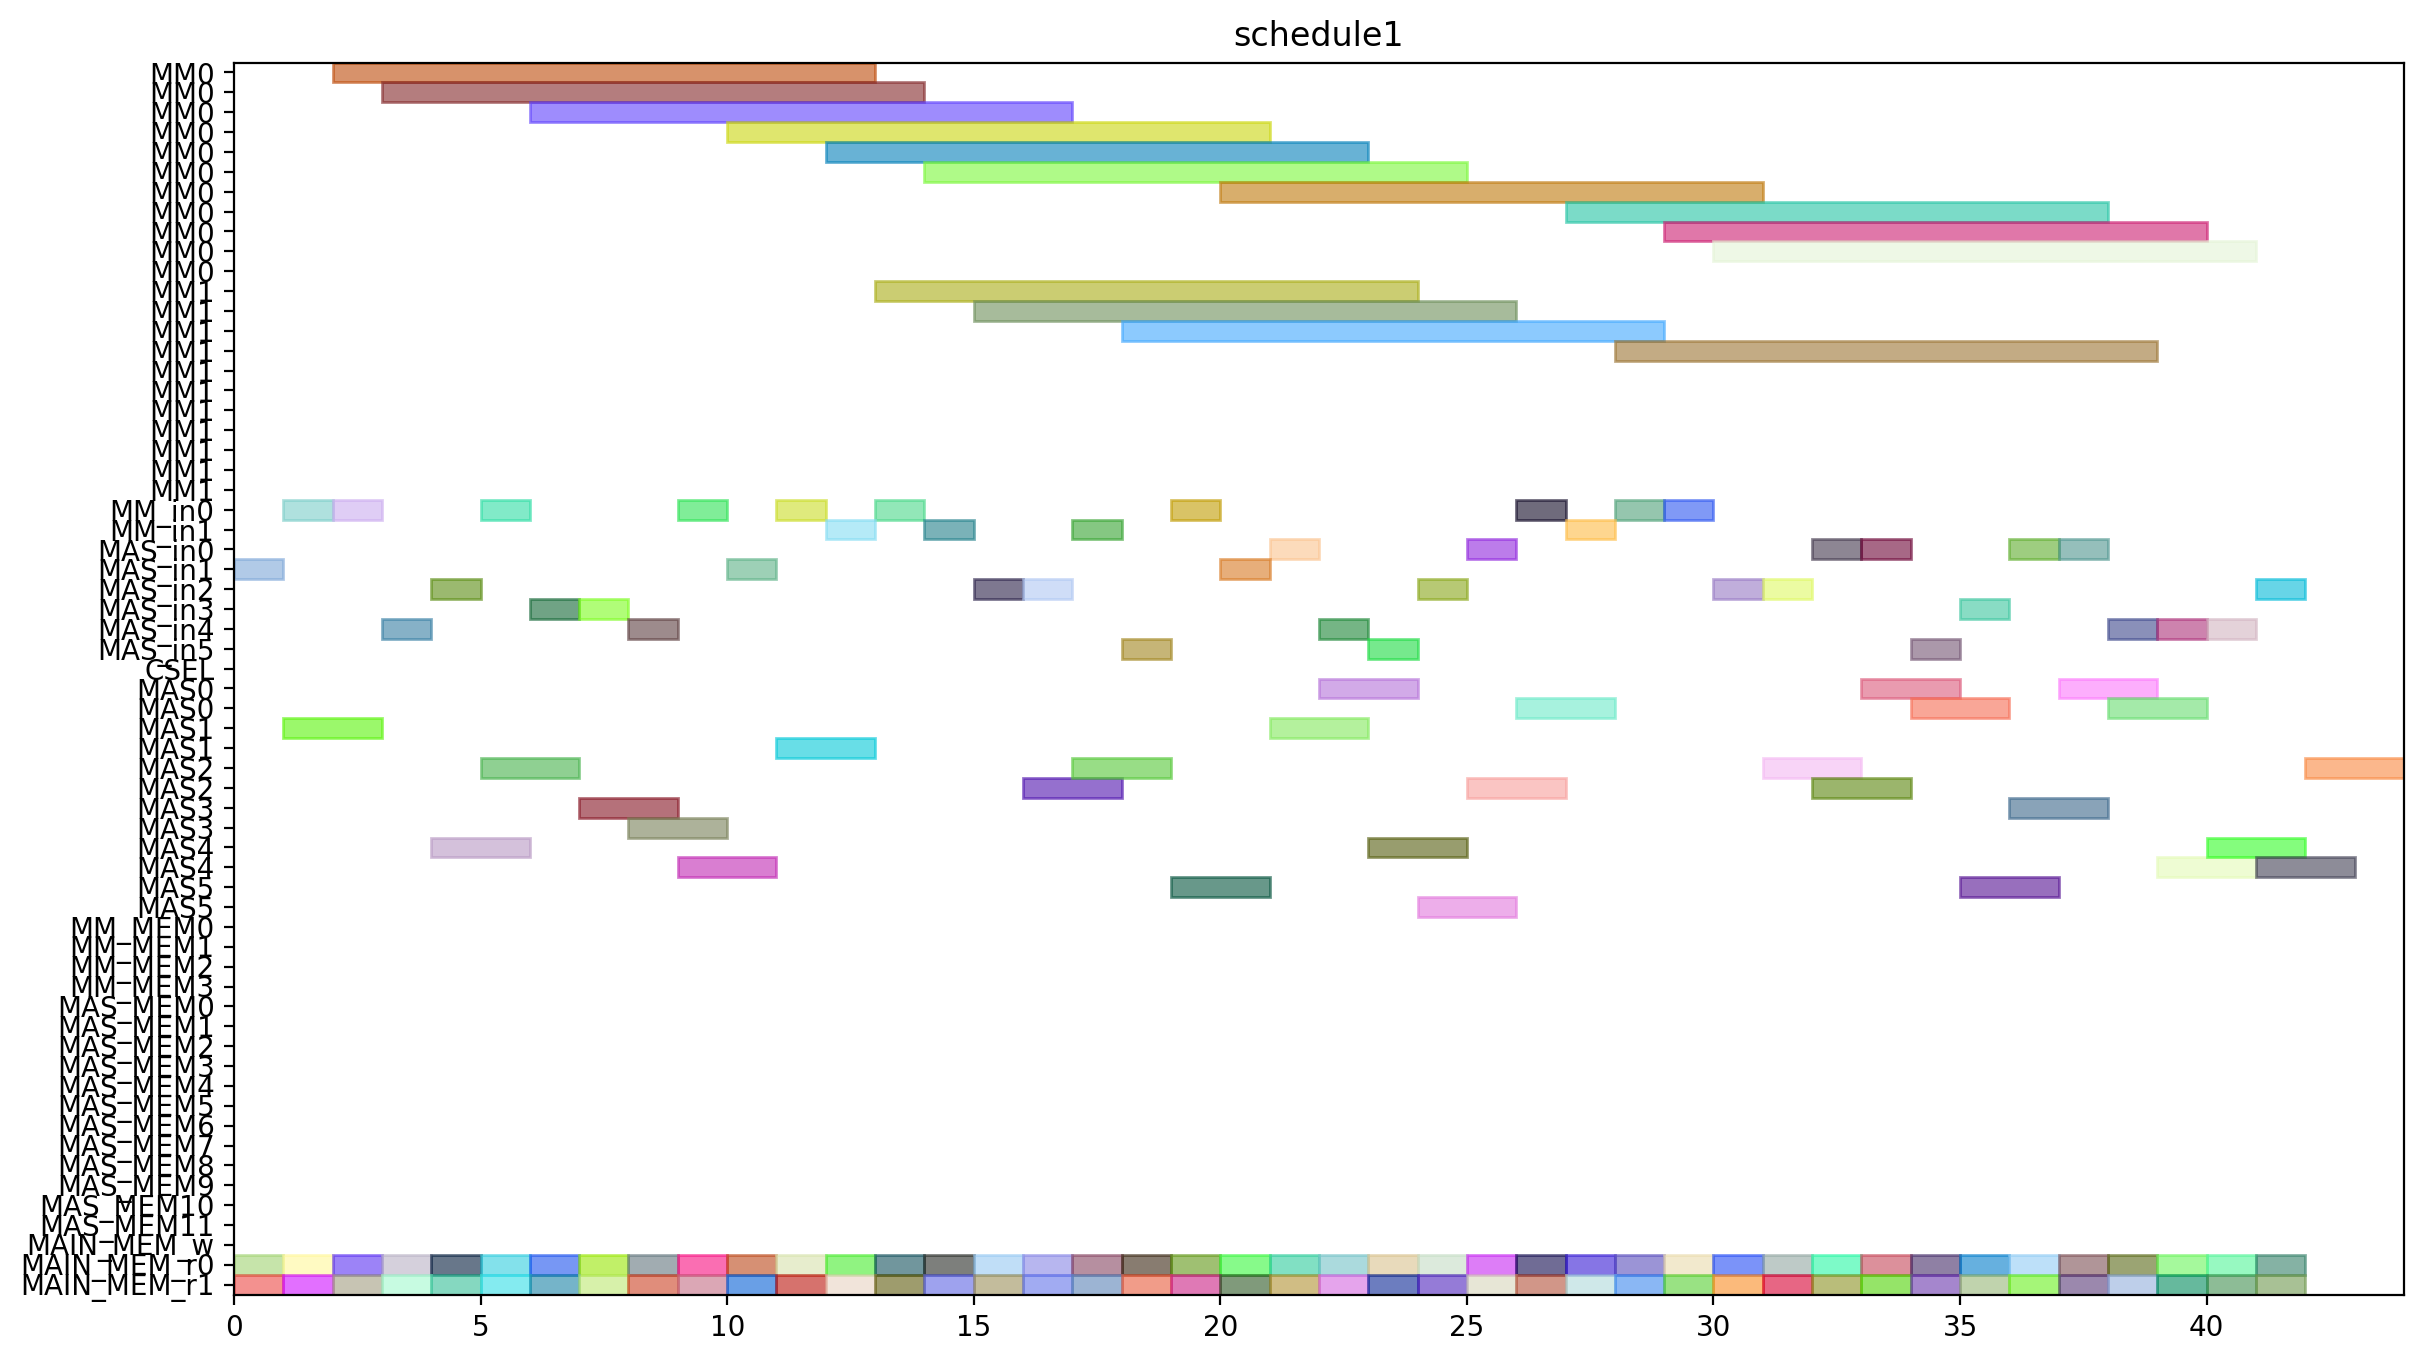 schedule1
MM0
MM0
MM0
MM0
MM0
MM0
MM0
MM0
MM0
MM0
MM0
MM1
MM1
MM1
MM1
MM1
MM1
MM1
MM1
MM1
MM1
MM1
MM_in0
MM_in1
MAS_in0
MAS_in1
MAS_in2
MAS_in3
MAS_in4
MAS_in5
CSEL
MAS0
MAS0
MAS1
MAS1
MAS2
MAS2
MAS3
MAS3
MAS4
MAS4
MAS5
MAS5
MM_MEM0
MM_MEM1
MM_MEM2
MM_MEM3
MAS_MEM0
MAS_MEM1
MAS_MEM2
MAS_MEM3
MAS_MEM4
MAS_MEM5
MAS_MEM6
MAS_MEM7
MAS_MEM8
MAS_MEM9
MAS_MEM10
MAS_MEM11
MAIN_MEM_w
MAIN_MEM_r0
MAIN_MEM_r1
0 5 10 15 20 25 30 35 40